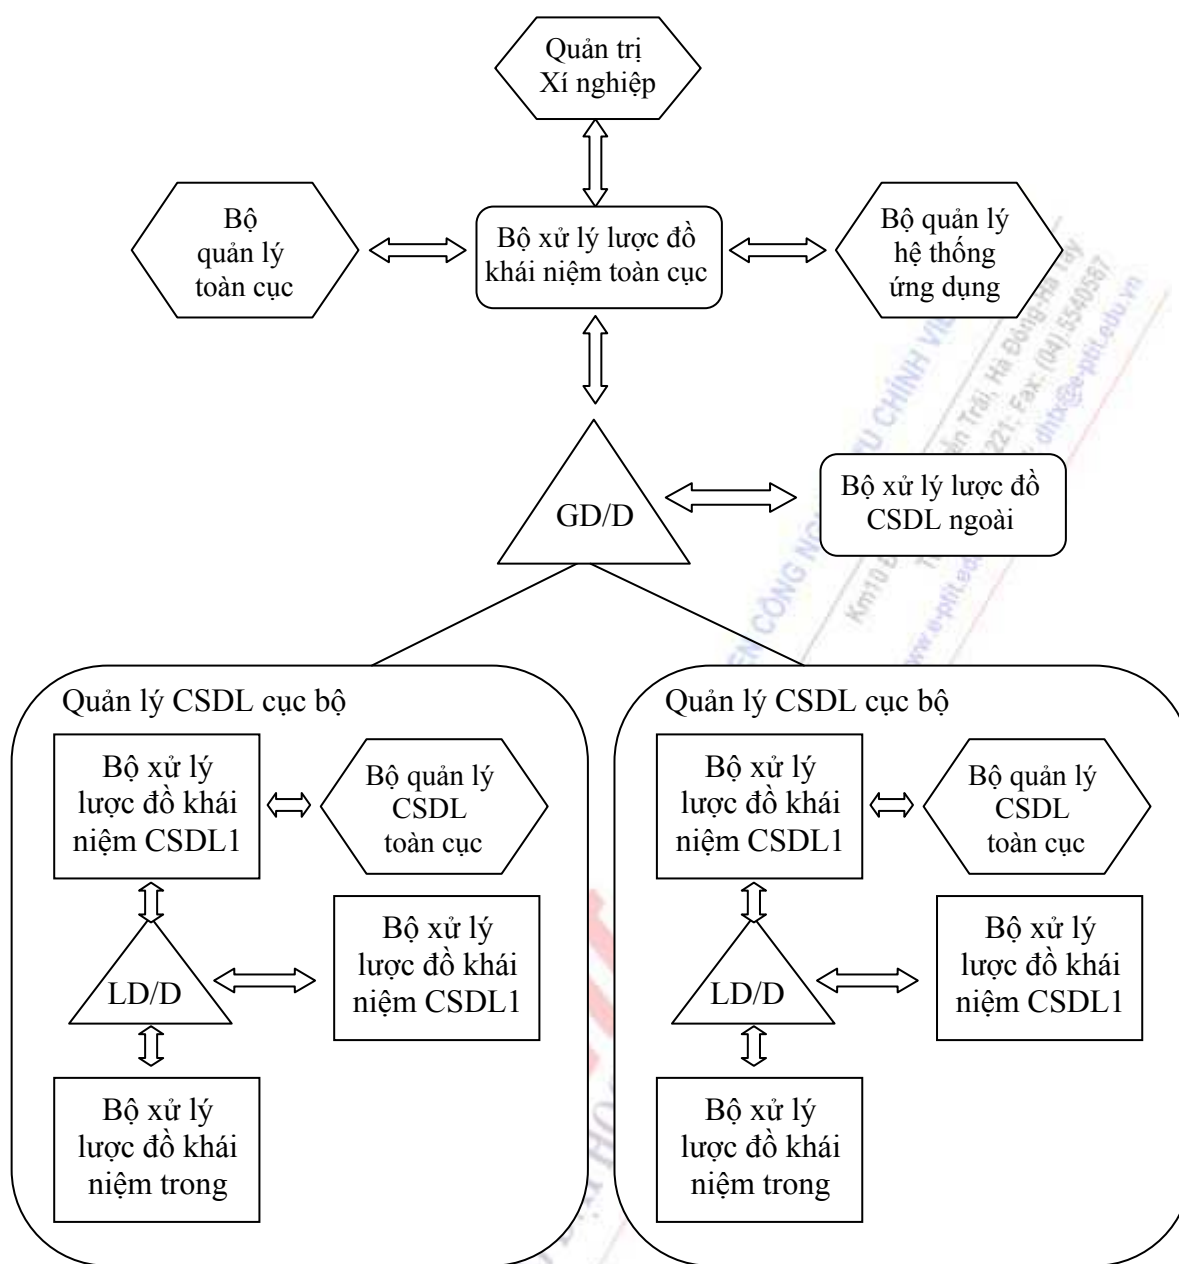 Quản trị
Xí nghiệp
Bộ
quản lý
toàn cục
Bộ xử lý lược đồ
khái niệm toàn cục
Bộ quản lý
hệ thống
ứng dụng
GD/D
Bộ xử lý lược đồ
CSDL ngoài
Quản lý CSDL cục bộ
Bộ xử lý
lược đồ khái
niệm CSDL1
Bộ quản lý
CSDL
toàn cục
LD/D
Bộ xử lý
lược đồ khái
niệm CSDL1
Bộ xử lý
lược đồ khái
niệm trong
Quản lý CSDL cục bộ
Bộ xử lý
lược đồ khái
niệm CSDL1
Bộ quản lý
CSDL
toàn cục
LD/D
Bộ xử lý
lược đồ khái
niệm CSDL1
Bộ xử lý
lược đồ khái
niệm trong